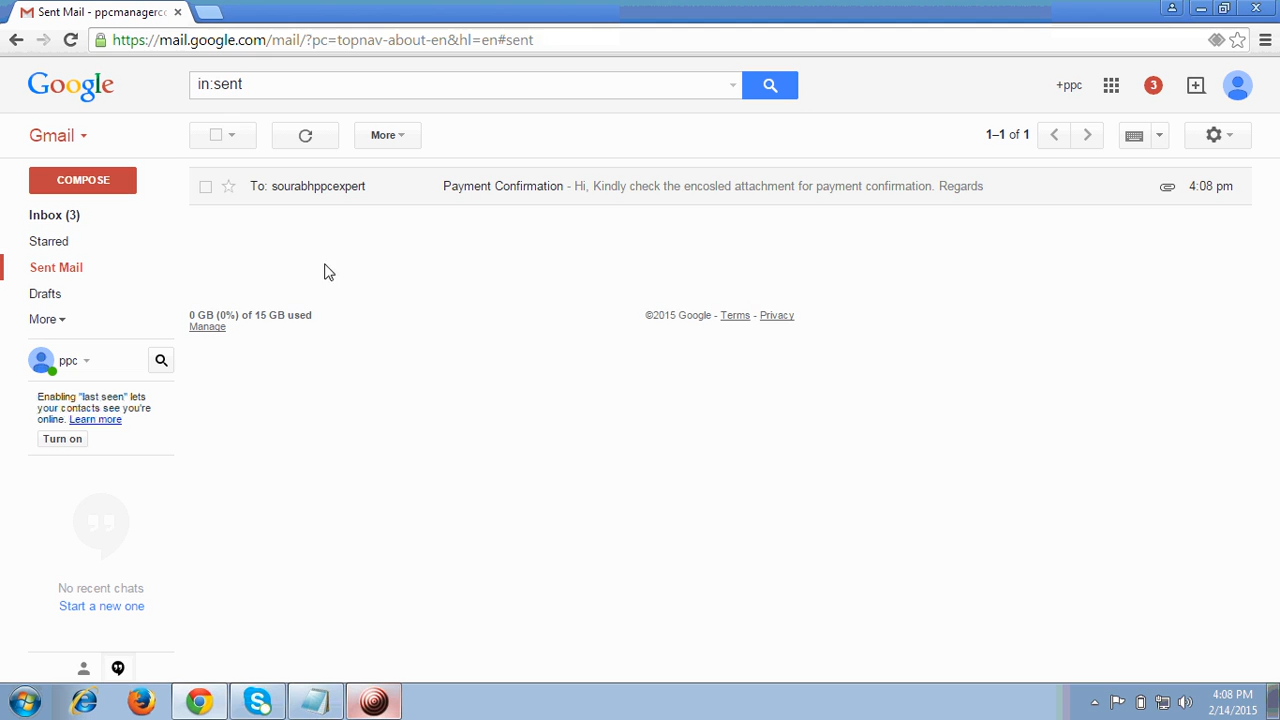 Sent Mail - ppcmanagercc
https://mail.google.com/mail/?pc=topnav-about-en&hl=en#sent
Google
in:sent
+ppc
3
Gmail
More
1–1 of 1
COMPOSE
To: sourabhppcexpert
Payment Confirmation - Hi, Kindly check the encosled attachment for payment confirmation. Regards
4:08 pm
Inbox (3)
Starred
Sent Mail
Drafts
More
0 GB (0%) of 15 GB used
Manage
©2015 Google - Terms - Privacy
ppc
Enabling "last seen" lets
your contacts see you're
online. Learn more
Turn on
No recent chats
Start a new one
4:08 PM
2/14/2015